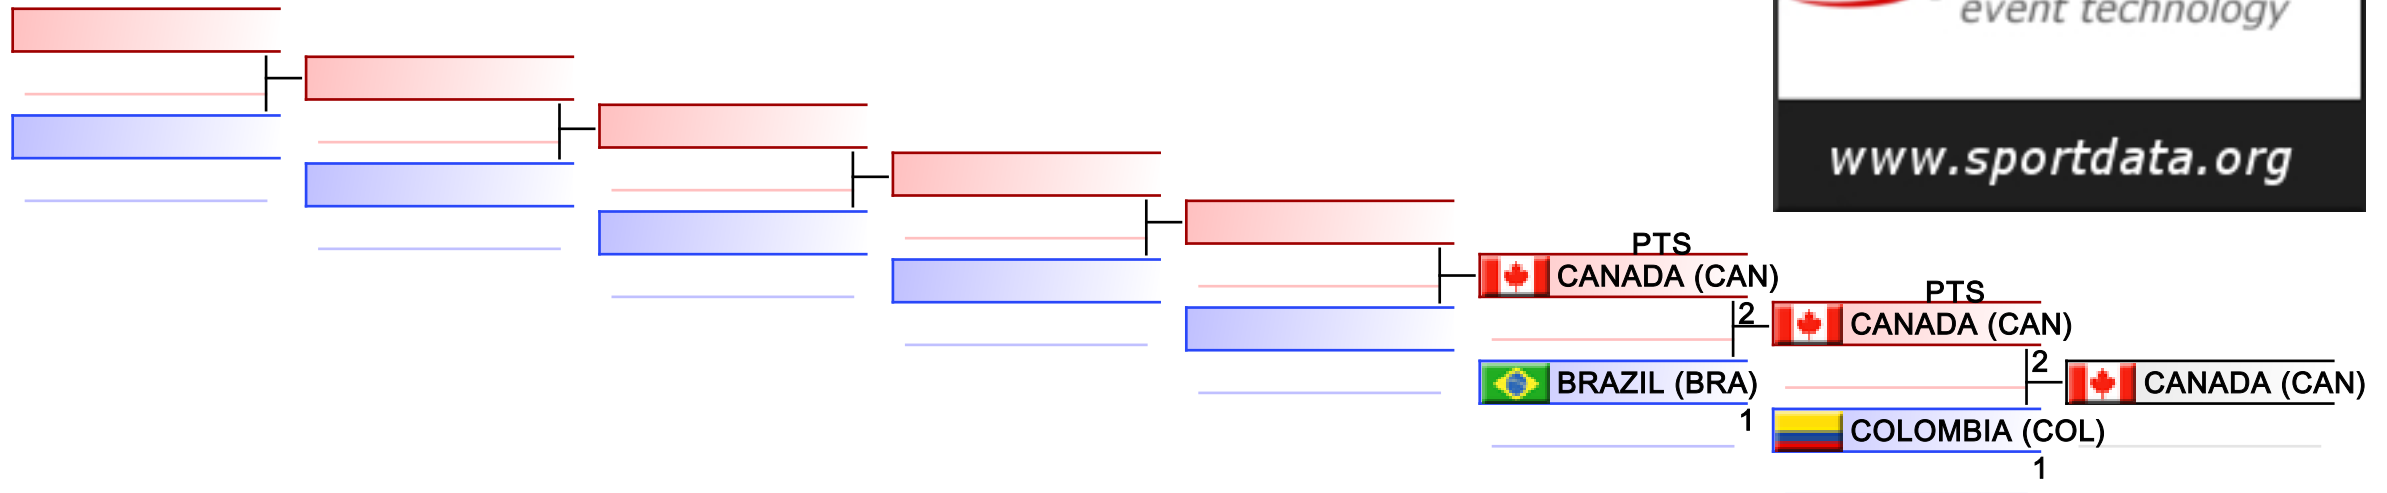 event technology
www.sportdata.org
PTS
CANADA (CAN)
2
BRAZIL (BRA)
1
PTS
CANADA (CAN)
2
COLOMBIA (COL)
1
CANADA (CAN)